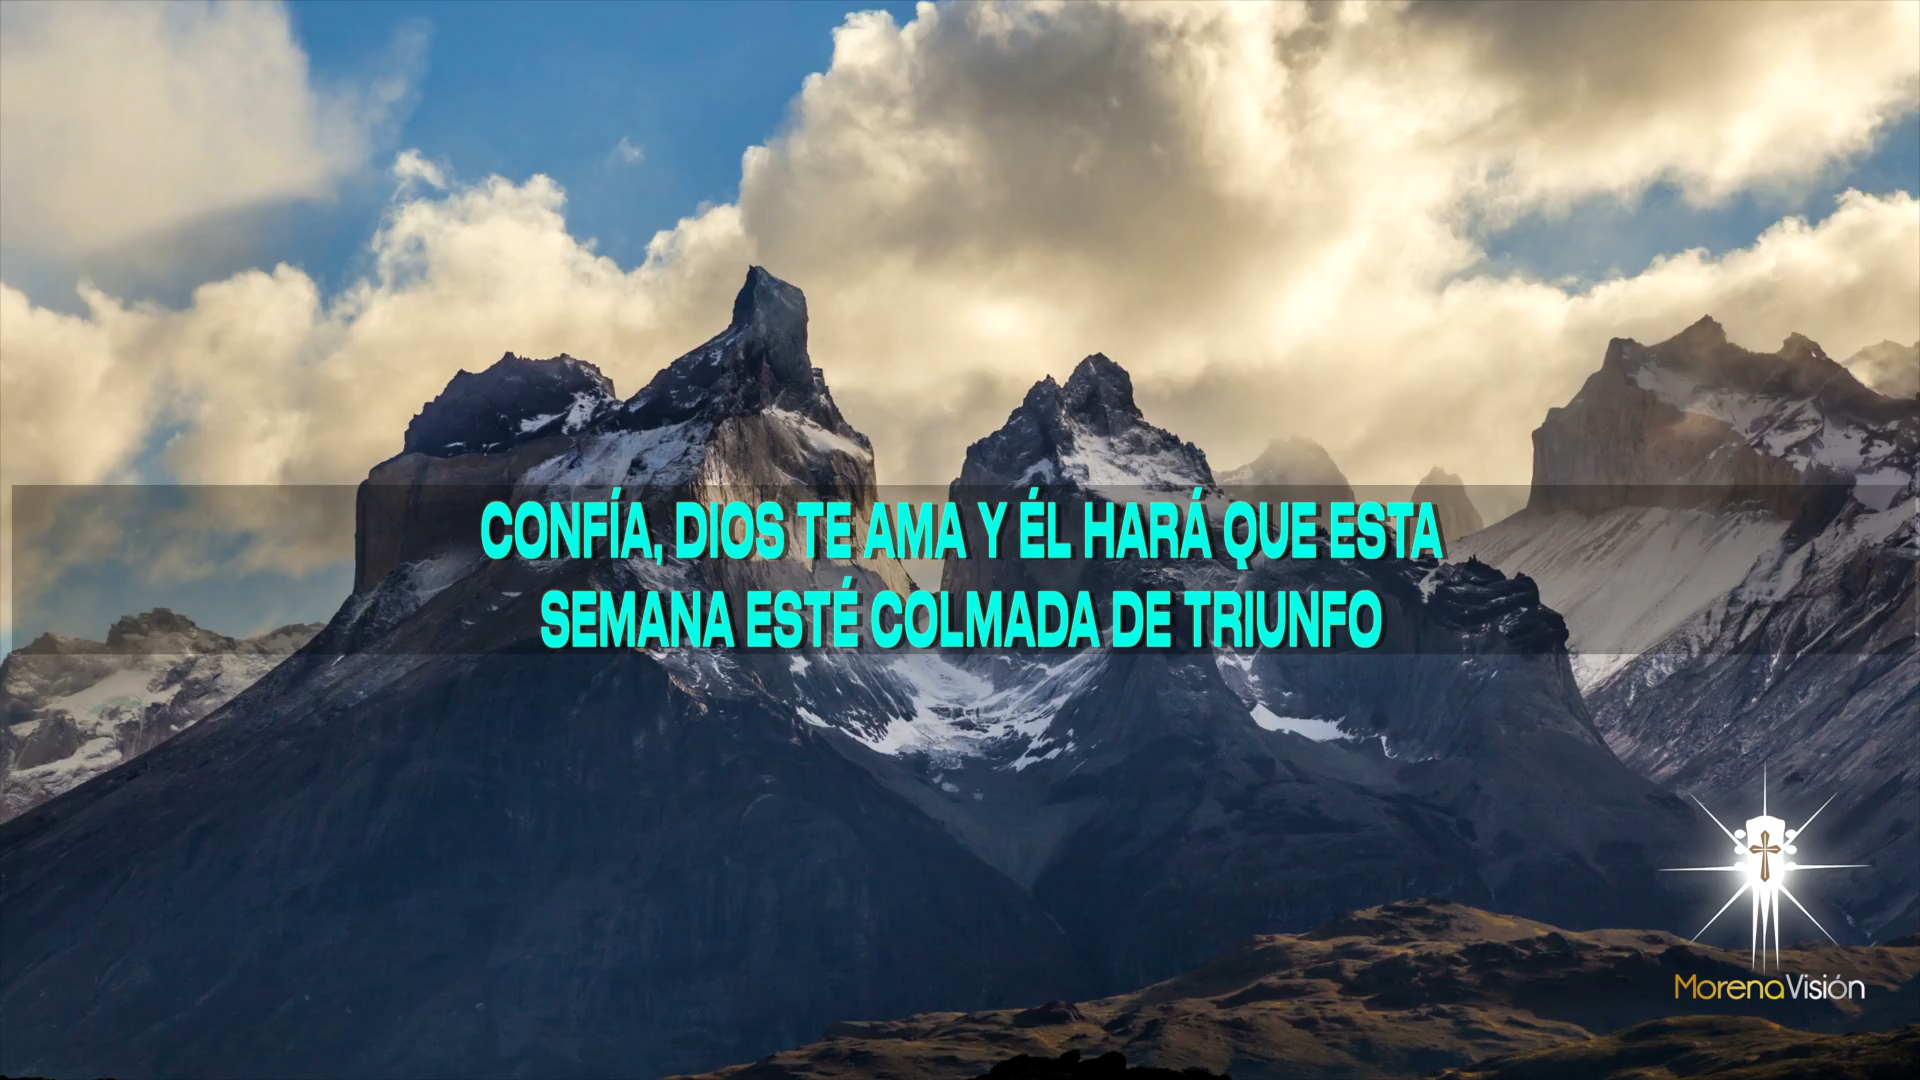 CONFÍA, DIOS TE AMA Y ÉL HARÁ QUE ESTA
SEMANA ESTÉ COLMADA DE TRIUNFO
MorenaVisión